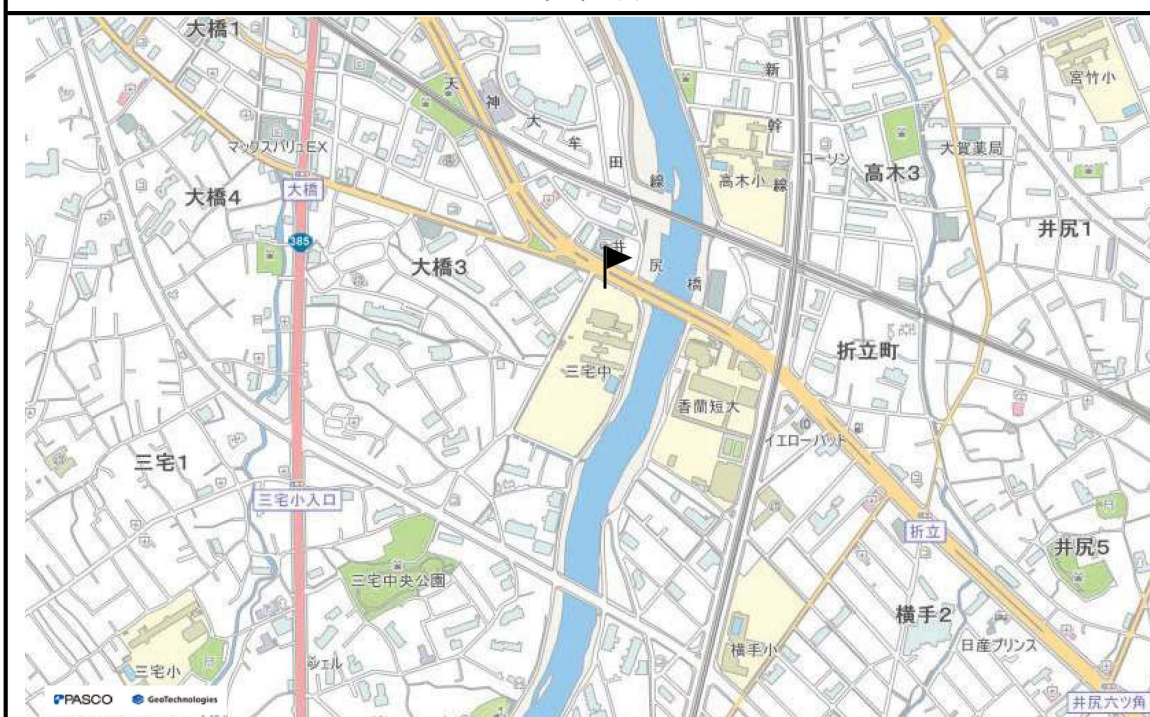 大橋1
新幹線
宮竹小
天神大牟田線
マックスバリュEX
ローソン
大賀薬局
高木小
高木3
大橋
大橋4
井尻1
385
大橋3
井尻橋
折立町
三宅中
香蘭短大
イエローハット
三宅1
三宅小入口
折立
井尻5
三宅中央公園
横手2
日産プリンス
横手小
三宅小
シェル
PASCO GeoTechnologies
井尻六ツ角